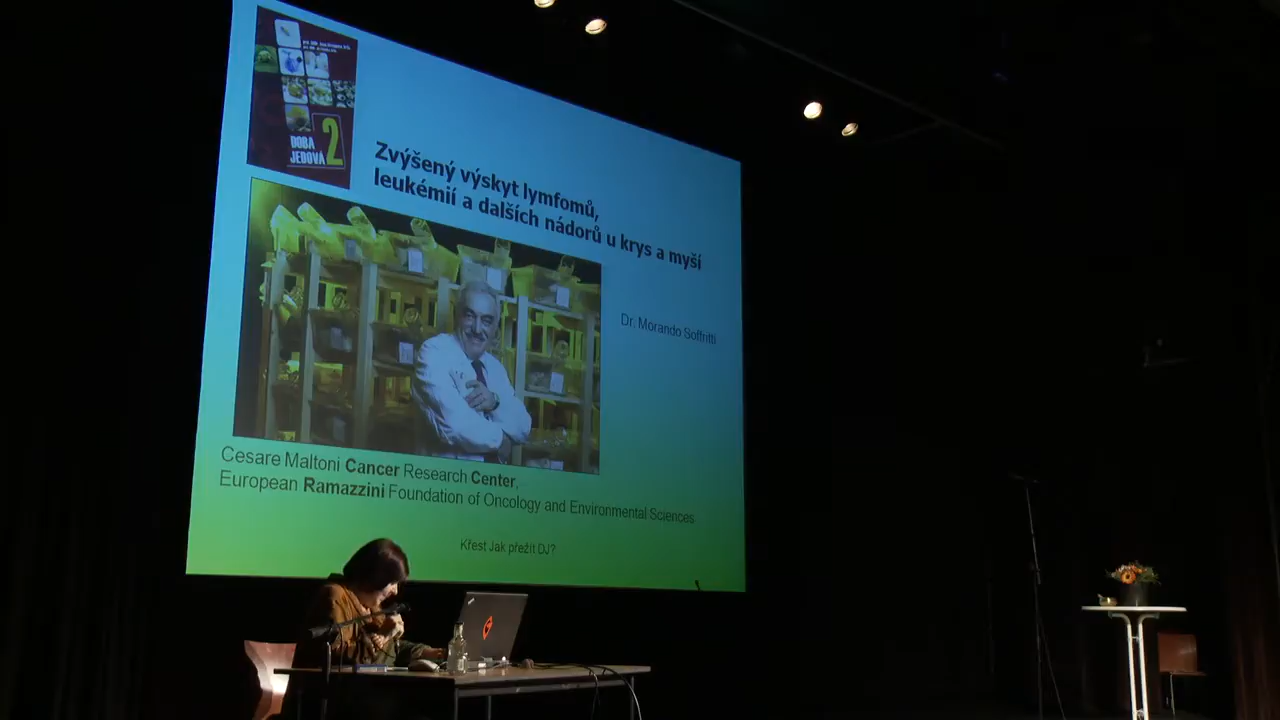 DOBA
JEDOVÁ 2
Zvýšený výskyt lymfomů,
leukémií a dalších nádorů u krys a myší
Dr. Morando Soffritti
Cesare Maltoni Cancer Research Center,
European Ramazzini Foundation of Oncology and Environmental Sciences
Křest Jak přežít DJ?